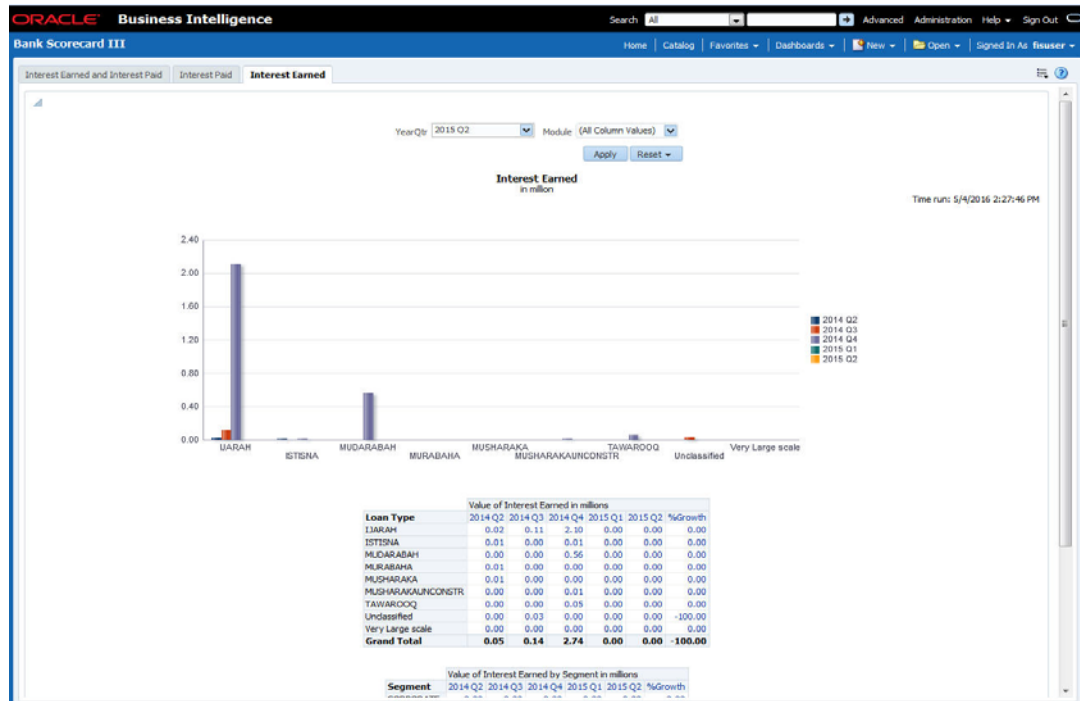 ORACLE Business Intelligence Search All Advanced Administration Help Sign Out
Bank Scorecard III Home Catalog Favorites Dashboards New Open Signed In As fisuser
Interest Earned and Interest Paid Interest Paid Interest Earned
YearQtr 2015 Q2 Module (All Column Values)
Apply Reset
Interest Earned
in million
Time run: 5/4/2016 2:27:46 PM
2.40
2.00
1.60
1.20
0.80
0.40
0.00
2014 Q2
2014 Q3
2014 Q4
2015 Q1
2015 Q2
IJARAH MUDARABAH MUSHARAKA TAWAROOQ Very Large scale
ISTISNA MURABAHA MUSHARAKAUNCONSTR Unclassified
Value of Interest Earned in millions
Loan Type 2014 Q2 2014 Q3 2014 Q4 2015 Q1 2015 Q2 %Growth
IJARAH 0.02 0.11 2.10 0.00 0.00 0.00
ISTISNA 0.01 0.00 0.01 0.00 0.00 0.00
MUDARABAH 0.00 0.00 0.56 0.00 0.00 0.00
MURABAHA 0.01 0.00 0.00 0.00 0.00 0.00
MUSHARAKA 0.01 0.00 0.00 0.00 0.00 0.00
MUSHARAKAUNCONSTR 0.00 0.00 0.01 0.00 0.00 0.00
TAWAROOQ 0.00 0.00 0.05 0.00 0.00 0.00
Unclassified 0.00 0.03 0.00 0.00 0.00 -100.00
Very Large scale 0.00 0.00 0.00 0.00 0.00 0.00
Grand Total 0.05 0.14 2.74 0.00 0.00 -100.00
Value of Interest Earned by Segment in millions
Segment 2014 Q2 2014 Q3 2014 Q4 2015 Q1 2015 Q2 %Growth